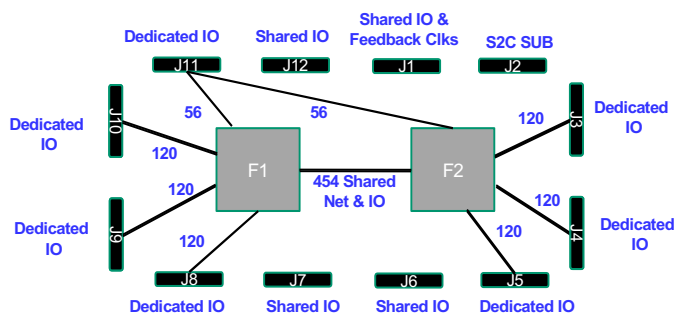 Dedicated IO
Shared IO
Shared IO &
Feedback Clks
S2C SUB
J11
J12
J1
J2
J10
56
56
120
J3
Dedicated
IO
Dedicated
IO
120
F1
F2
454 Shared
Net & IO
120
120
J9
Dedicated
IO
120
120
J4
Dedicated
IO
J8
J7
J6
J5
Dedicated IO
Shared IO
Shared IO
Dedicated IO